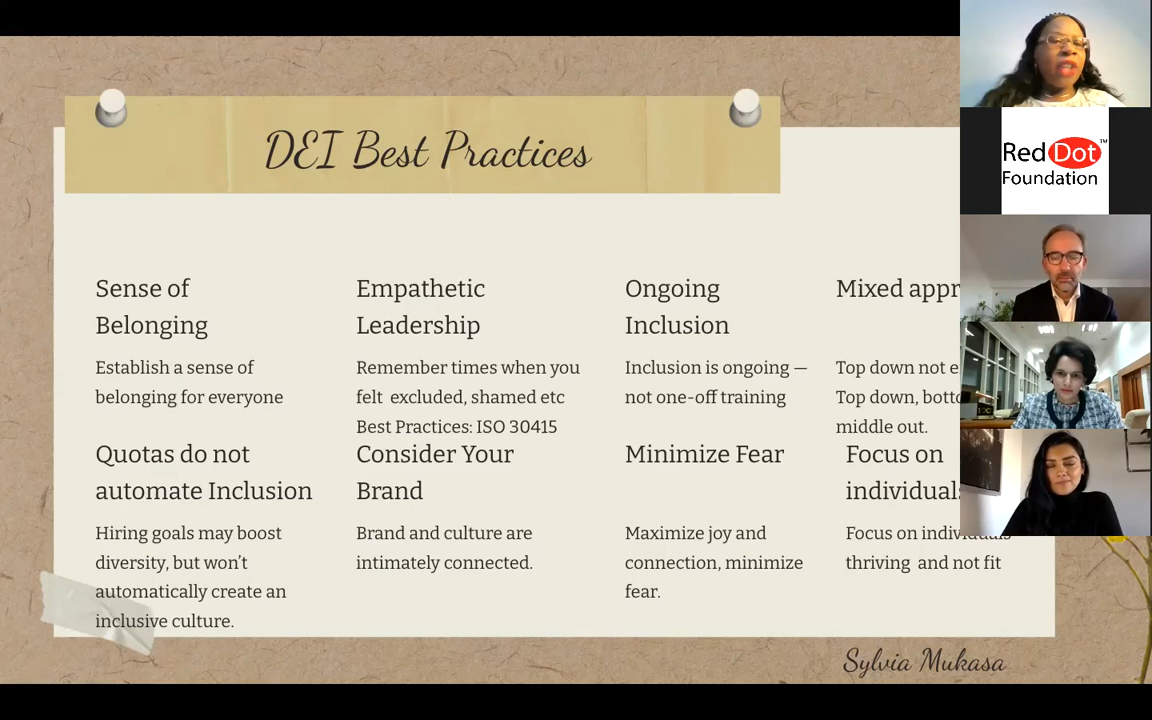 DEI Best Practices
Sense of
Belonging
Establish a sense of
belonging for everyone
Empathetic
Leadership
Remember times when you
felt excluded, shamed etc
Best Practices: ISO 30415
Ongoing
Inclusion
Inclusion is ongoing —
not one-off training
Mixed
Top down not
Top down,
middle out.
Quotas do not
automate Inclusion
Hiring goals may boost
diversity, but won’t
automatically create an
inclusive culture.
Consider Your
Brand
Brand and culture are
intimately connected.
Minimize Fear
Maximize joy and
connection, minimize
fear.
Focus on
individuals
Focus on individuals
thriving and not fit
Sylvia Mukasa
Red Dot™
Foundation